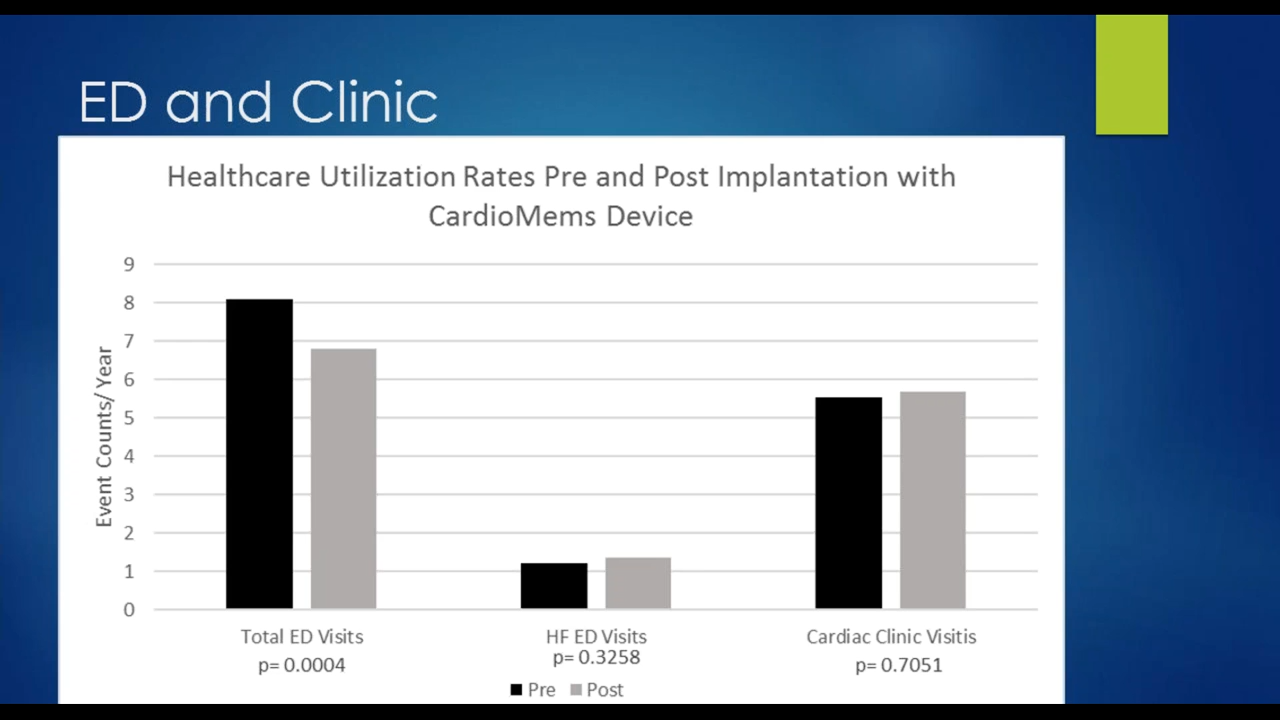 ED and Clinic
Healthcare Utilization Rates Pre and Post Implantation with
CardioMems Device
Event Counts/ Year
9
8
7
6
5
4
3
2
1
0
Total ED Visits
HF ED Visits
Cardiac Clinic Visitis
p= 0.0004
p= 0.3258
p= 0.7051
Pre
Post